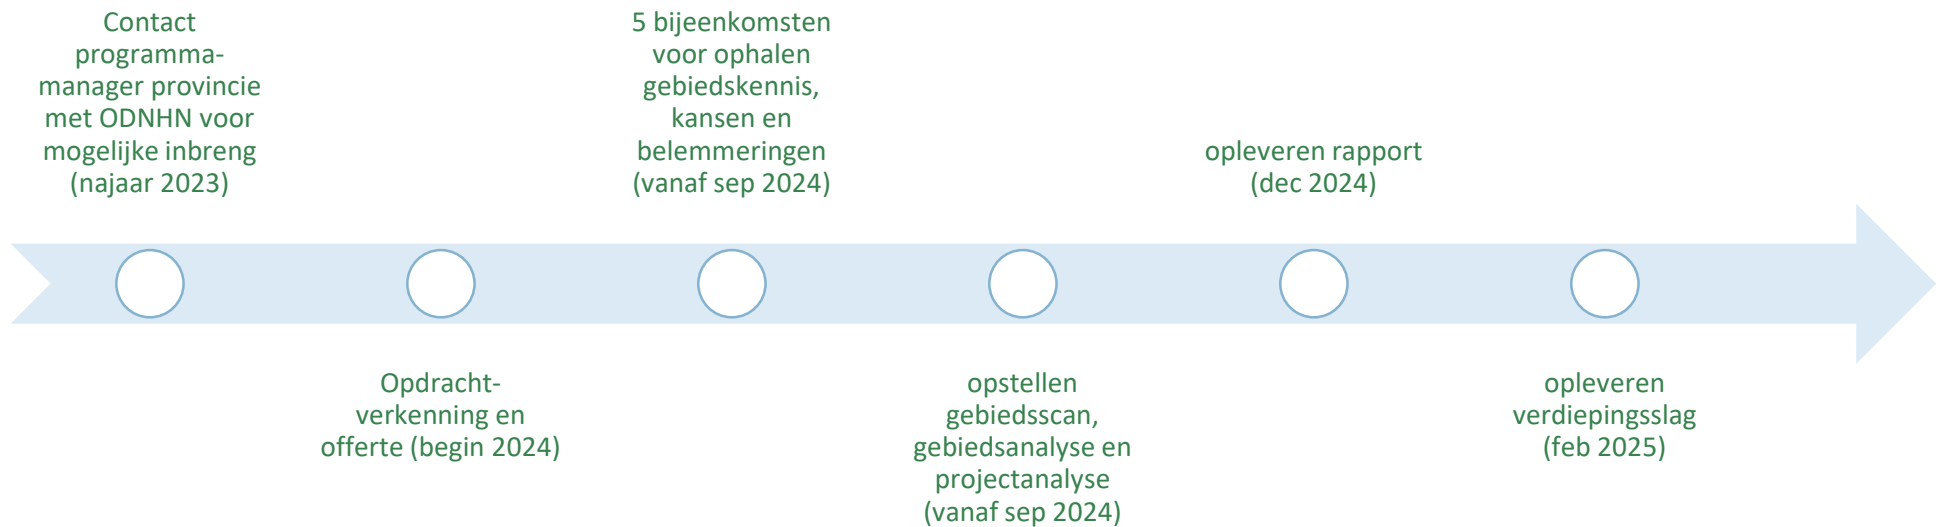 Contact
programma-
manager provincie
met ODNHN voor
mogelijke inbreng
(najaar 2023)
Opdracht-
verkenning en
offerte (begin 2024)
5 bijeenkomsten
voor ophalen
gebiedskennis,
kansen en
belemmeringen
(vanaf sep 2024)
opstellen
gebiedsscan,
gebiedsanalyse en
projectanalyse
(vanaf sep 2024)
opleveren rapport
(dec 2024)
opleveren
verdiepingsslag
(feb 2025)